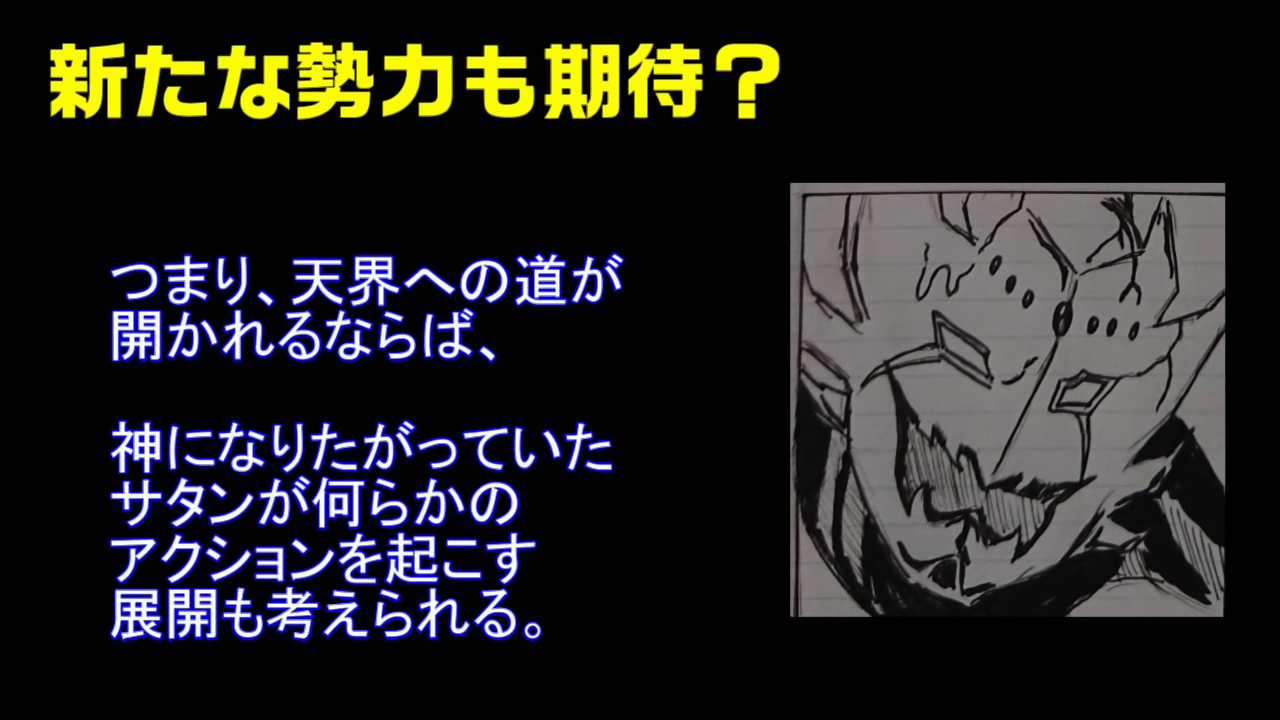 新たな勢力も期待？
つまり、天界への道が
開かれるならば、
神になりたがっていた
サタンが何らかの
アクションを起こす
展開も考えられる。